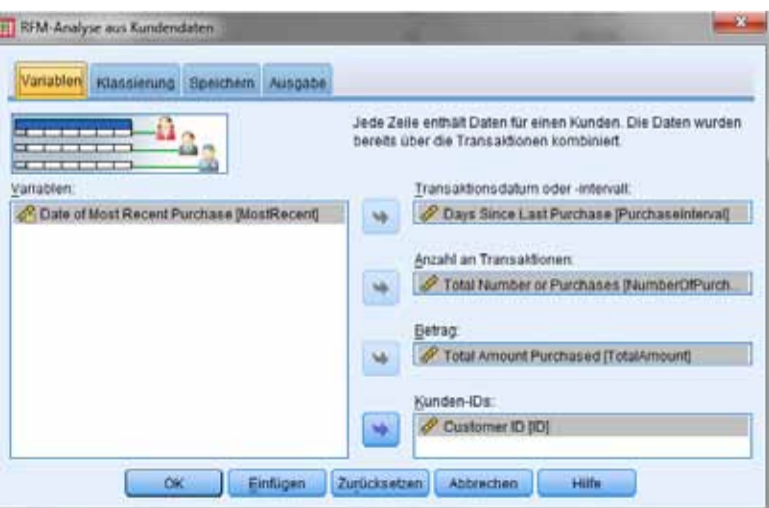 RFM-Analyse aus Kundendaten
Variablen Klassierung Speichern Ausgabe
Jede Zeile enthält Daten für einen Kunden. Die Daten wurden
bereits über die Transaktionen kombiniert.
Variablen:
Date of Most Recent Purchase [MostRecent]
Transaktionsdatum oder -intervall:
Days Since Last Purchase [PurchaseInterval]
Anzahl an Transaktionen:
Total Number or Purchases [NumberOfPurch...
Betrag:
Total Amount Purchased [TotalAmount]
Kunden-IDs:
Customer ID [ID]
OK Einfügen Zurücksetzen Abbrechen Hilfe